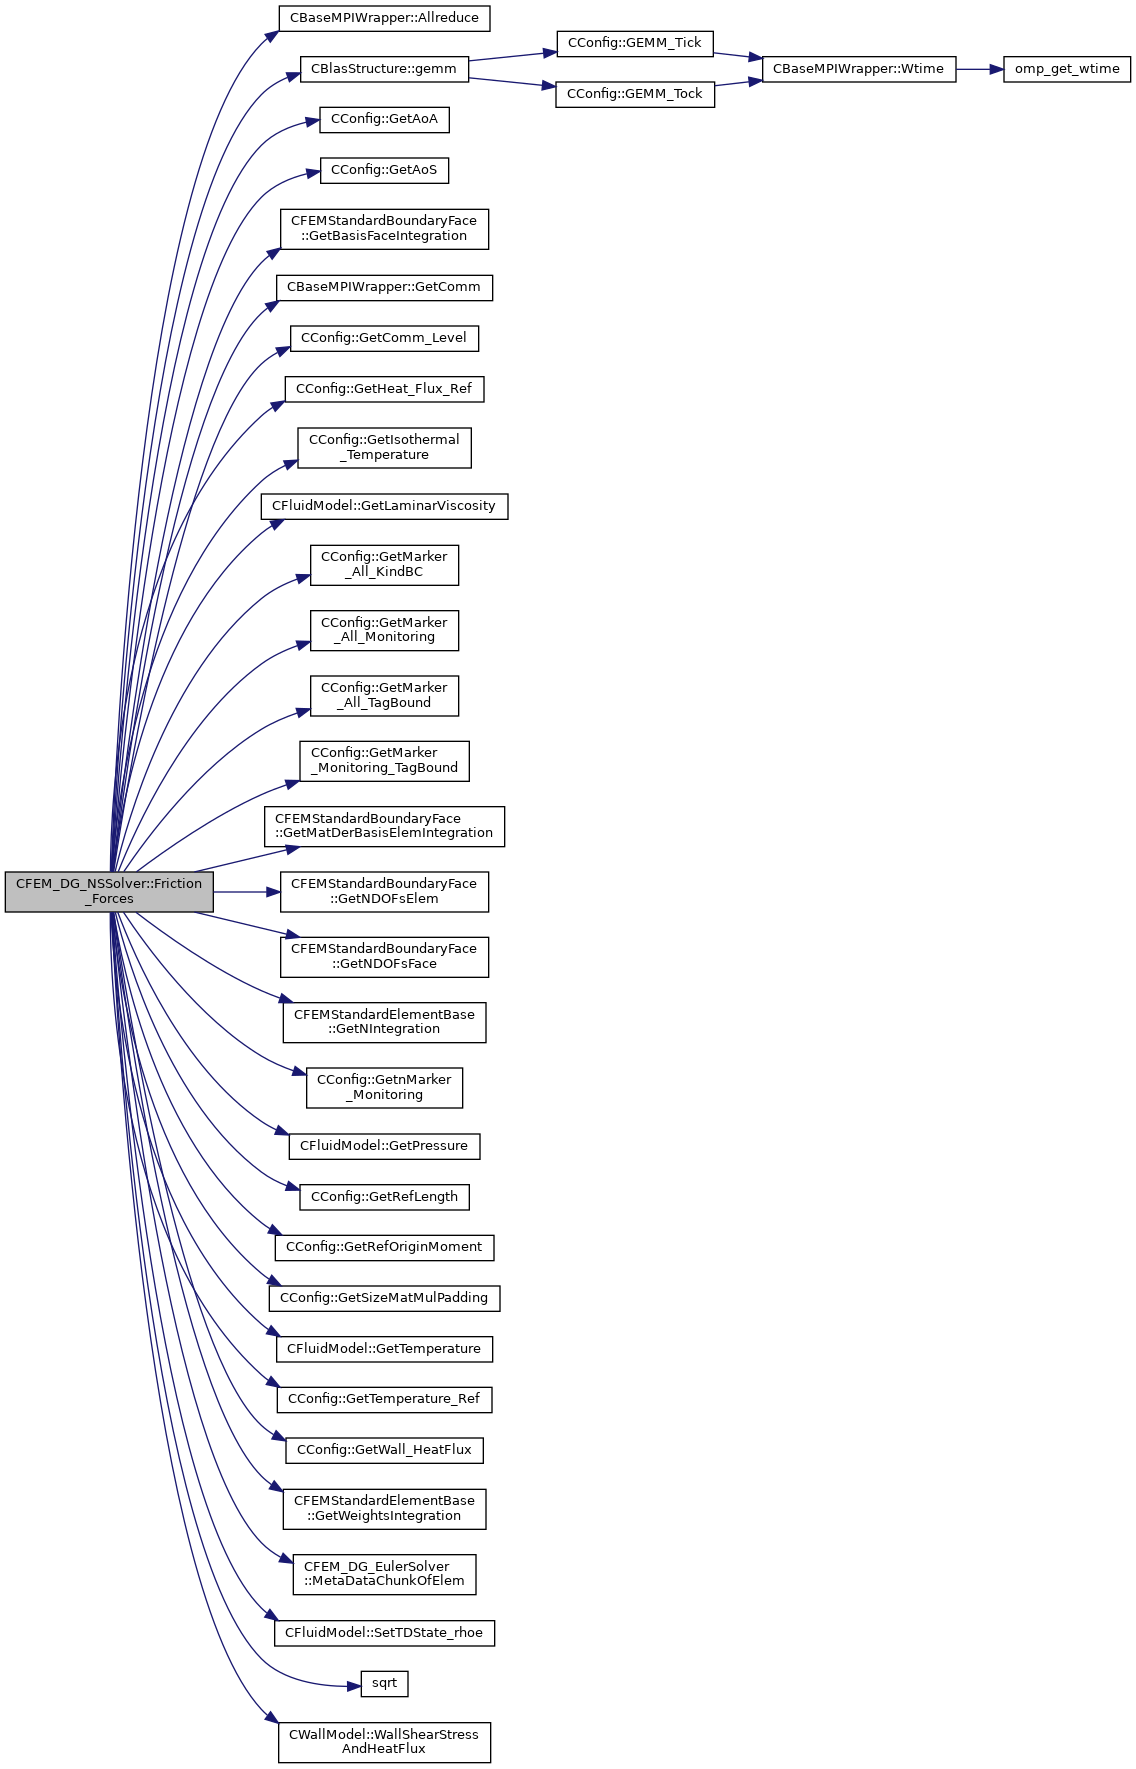 CBaseMPIWrapper::Allreduce
CBlasStructure::gemm
CConfig::GEMM_Tick
CConfig::GEMM_Tock
CBaseMPIWrapper::Wtime
omp_get_wtime
CConfig::GetAoA
CConfig::GetAoS
CFEMStandardBoundaryFace
::GetBasisFaceIntegration
CBaseMPIWrapper::GetComm
CConfig::GetComm_Level
CConfig::GetHeat_Flux_Ref
CConfig::GetIsothermal
_Temperature
CFluidModel::GetLaminarViscosity
CConfig::GetMarker
_All_KindBC
CConfig::GetMarker
_All_Monitoring
CConfig::GetMarker
_All_TagBound
CConfig::GetMarker
_Monitoring_TagBound
CFEMStandardBoundaryFace
::GetMatDerBasisElemIntegration
CFEM_DG_NSSolver::Friction
_Forces
CFEMStandardBoundaryFace
::GetNDOFsElem
CFEMStandardBoundaryFace
::GetNDOFsFace
CFEMStandardElementBase
::GetNIntegration
CConfig::GetnMarker
_Monitoring
CFluidModel::GetPressure
CConfig::GetRefLength
CConfig::GetRefOriginMoment
CConfig::GetSizeMatMulPadding
CFluidModel::GetTemperature
CConfig::GetTemperature_Ref
CConfig::GetWall_HeatFlux
CFEMStandardElementBase
::GetWeightsIntegration
CFEM_DG_EulerSolver
::MetaDataChunkOfElem
CFluidModel::SetTDState_rhoe
sqrt
CWallModel::WallShearStress
AndHeatFlux